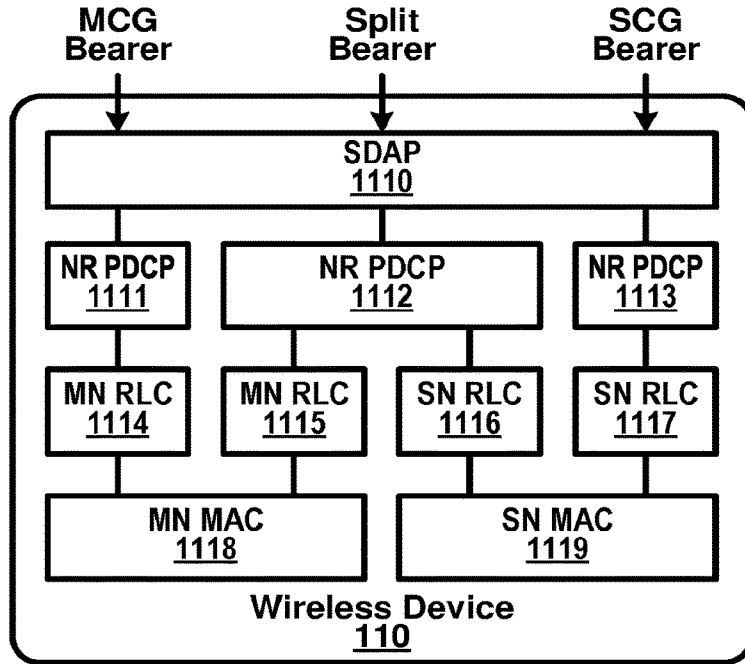 MCG
Bearer
Split
Bearer
SCG
Bearer
SDAP
1110
NR PDCP
1111
NR PDCP
1112
NR PDCP
1113
MN RLC
1114
MN RLC
1115
SN RLC
1116
SN RLC
1117
MN MAC
1118
SN MAC
1119
Wireless Device
110